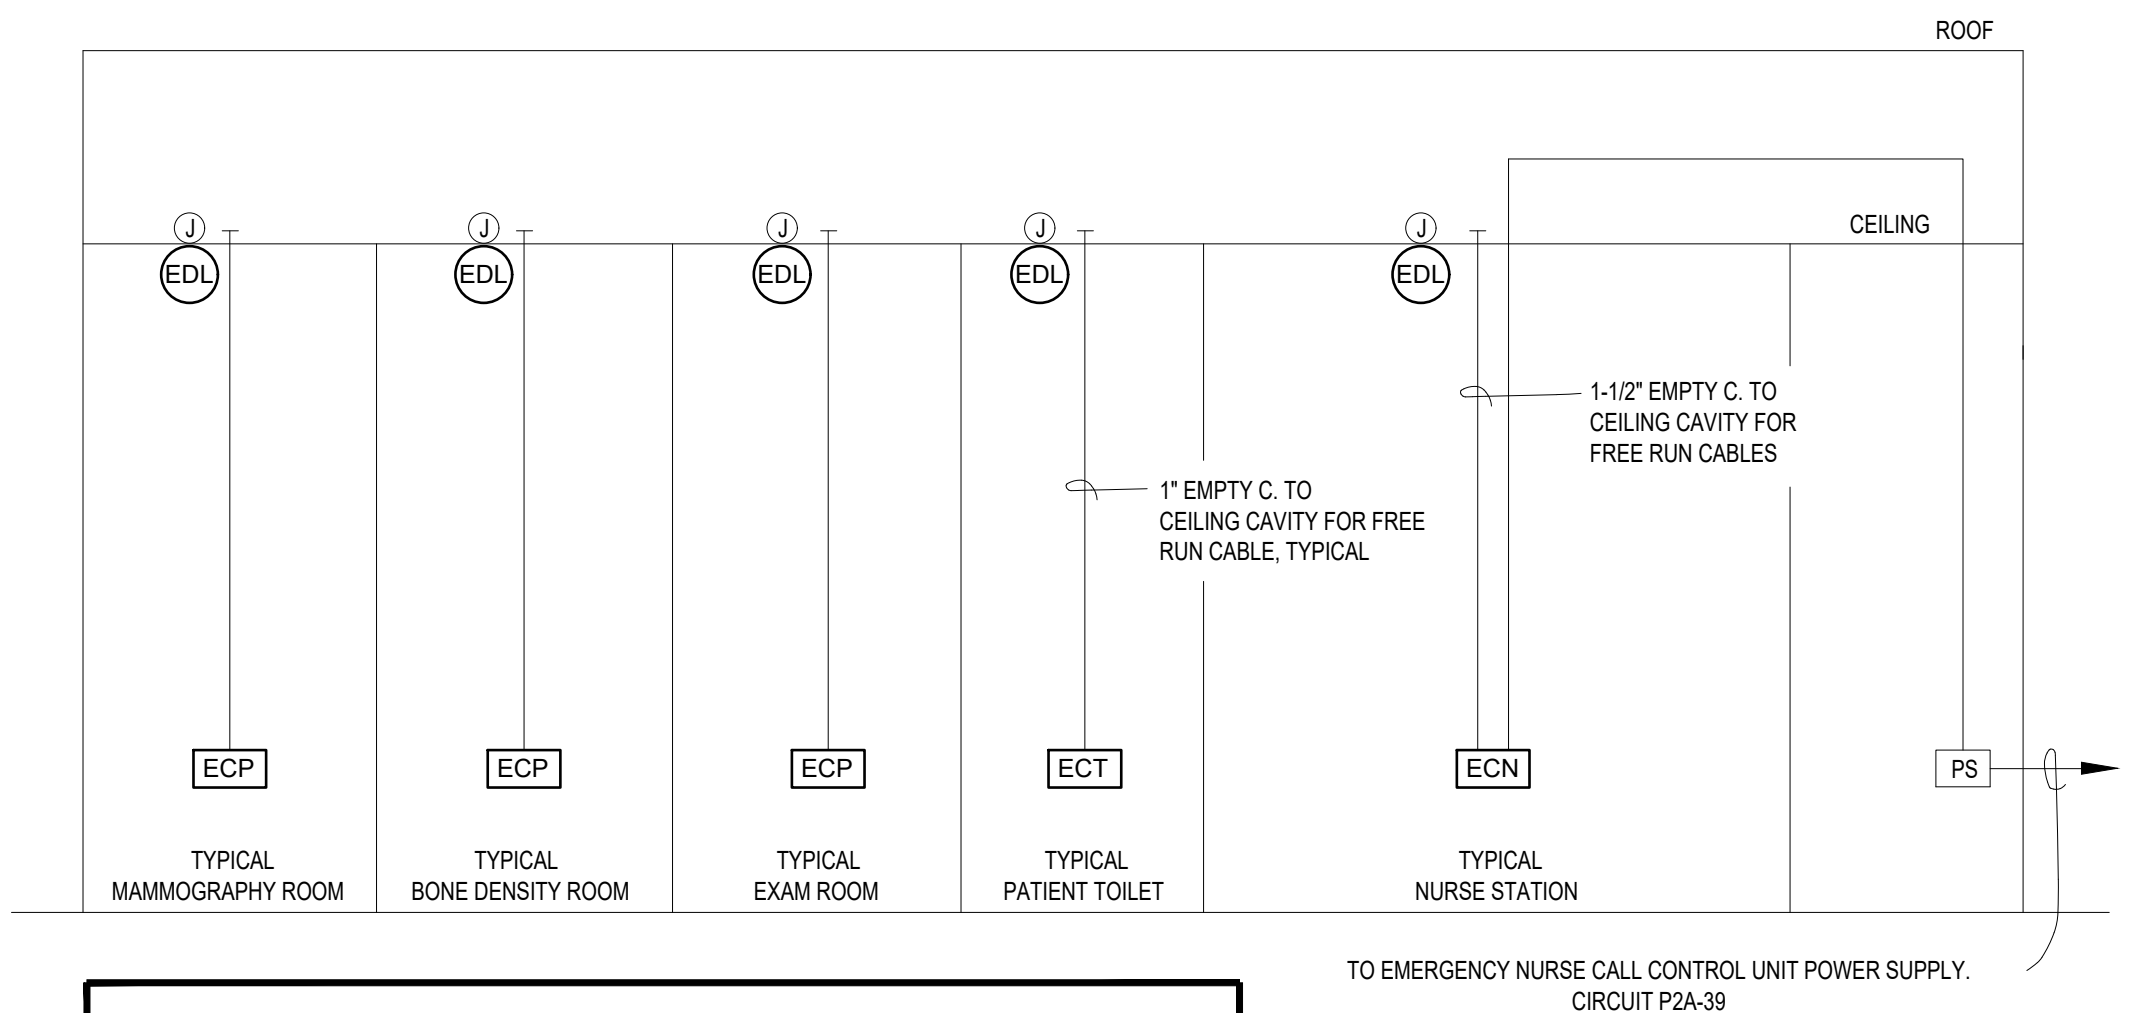 ROOF
J
J
J
J
J
CEILING
EDL
EDL
EDL
EDL
EDL
1-1/2" EMPTY C. TO
CEILING CAVITY FOR
FREE RUN CABLES
1" EMPTY C. TO
CEILING CAVITY FOR FREE
RUN CABLE, TYPICAL
ECP
ECP
ECP
ECT
ECN
PS
TYPICAL
MAMMOGRAPHY ROOM
TYPICAL
BONE DENSITY ROOM
TYPICAL
EXAM ROOM
TYPICAL
PATIENT TOILET
TYPICAL
NURSE STATION
TO EMERGENCY NURSE CALL CONTROL UNIT POWER SUPPLY.
CIRCUIT P2A-39